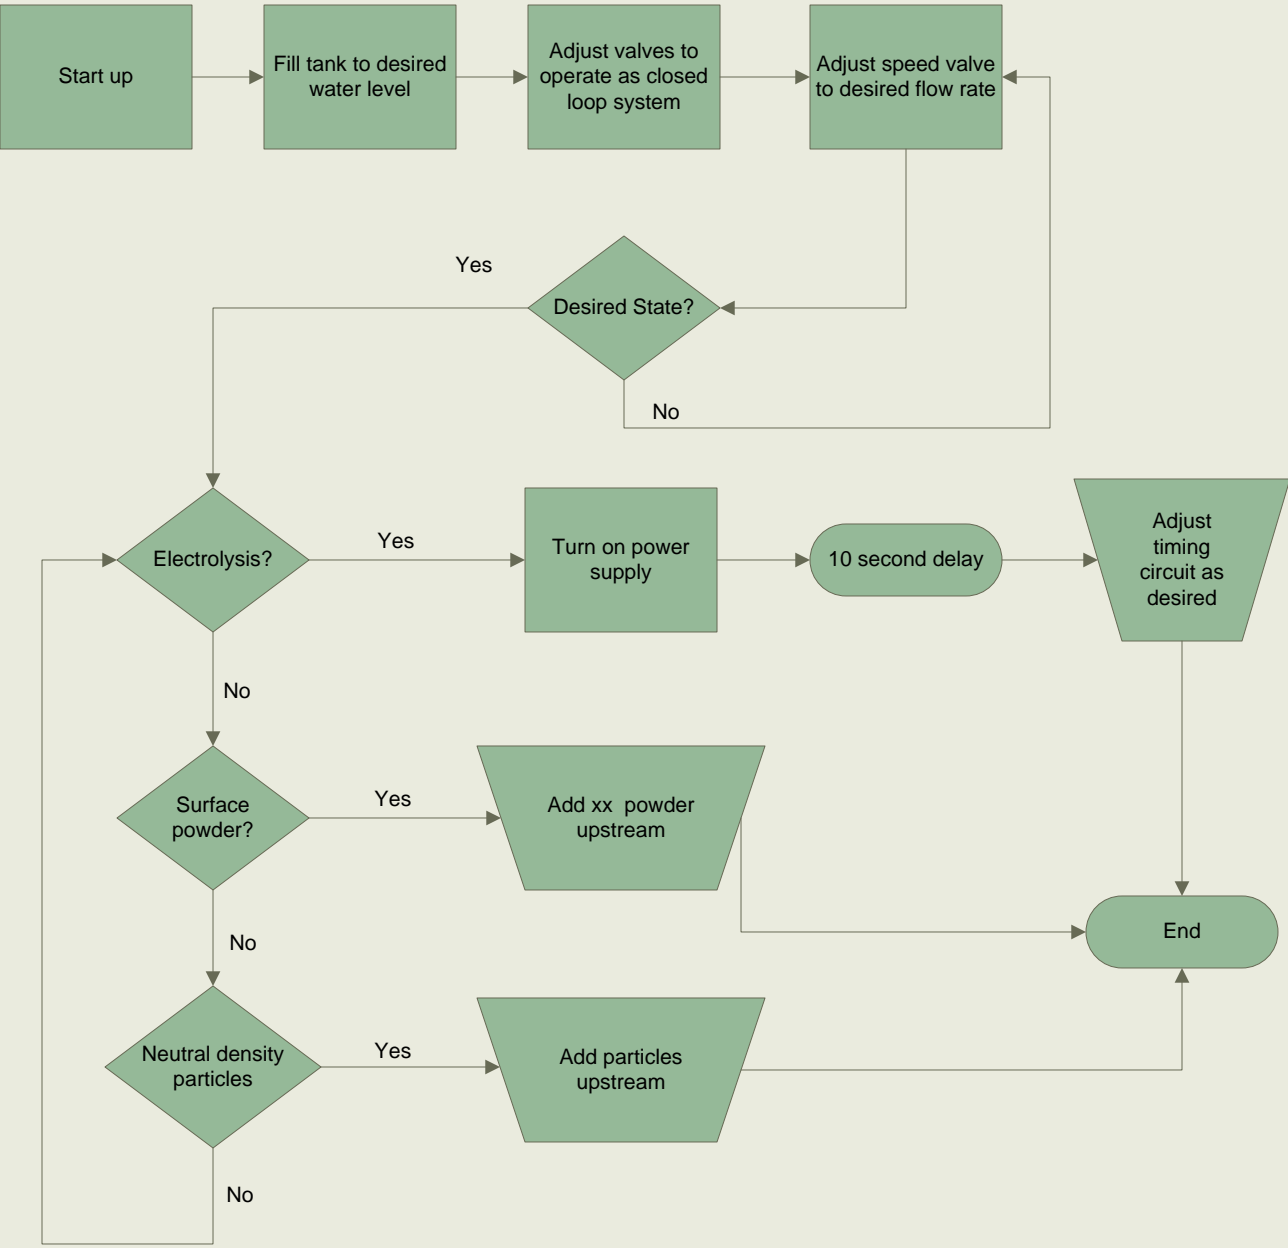 Start up
Fill tank to desired
water level
Adjust valves to
operate as closed
loop system
Adjust speed valve
to desired flow rate
Yes
Desired State?
No
Electrolysis?
Yes
Turn on power
supply
10 second delay
Adjust
timing
circuit as
desired
No
Surface
powder?
Yes
Add xx  powder
upstream
End
No
Neutral density
particles
Yes
Add particles
upstream
No